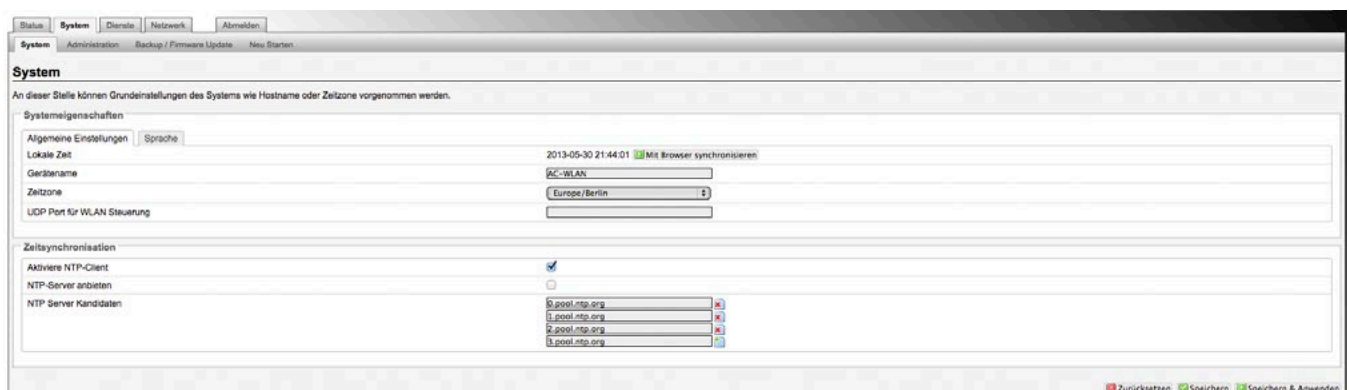 Status System Dienste Netzwerk Abmelden
System Administration Backup / Firmware Update Neu Starten
System
An dieser Stelle können Grundeinstellungen des Systems wie Hostname oder Zeitzone vorgenommen werden.
Systemeigenschaften
Allgemeine Einstellungen Sprache
Lokale Zeit 2013-05-30 21:44:01 Mit Browser synchronisieren
Gerätename AC-WLAN
Zeitzone Europe/Berlin
UDP Port für WLAN Steuerung
Zeitsynchronisation
Aktiviere NTP-Client
NTP-Server anbieten
NTP Server Kandidaten 0.pool.ntp.org
1.pool.ntp.org
2.pool.ntp.org
3.pool.ntp.org
Zurücksetzen Speichern Speichern & Anwenden